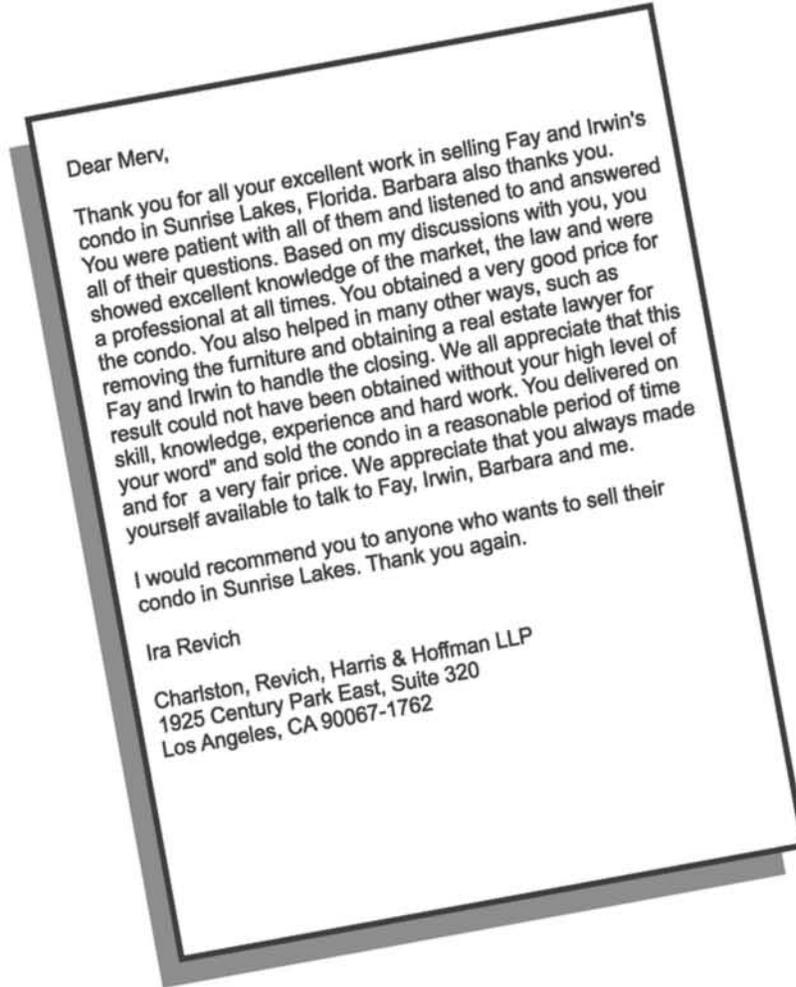 Dear Merv,
Thank you for all your excellent work in selling Fay and Irwin's
condo in Sunrise Lakes, Florida. Barbara also thanks you.
You were patient with all of them and listened to and answered
all of their questions. Based on my discussions with you, you
showed excellent knowledge of the market, the law and were
a professional at all times. You obtained a very good price for
the condo. You also helped in many other ways, such as
removing the furniture and obtaining a real estate lawyer for
Fay and Irwin to handle the closing. We all appreciate that this
result could not have been obtained without your high level of
skill, knowledge, experience and hard work. You delivered on
your word" and sold the condo in a reasonable period of time
and for a very fair price. We appreciate that you always made
yourself available to talk to Fay, Irwin, Barbara and me.
I would recommend you to anyone who wants to sell their
condo in Sunrise Lakes. Thank you again.
Ira Revich
Charlston, Revich, Harris & Hoffman LLP
1925 Century Park East, Suite 320
Los Angeles, CA 90067-1762